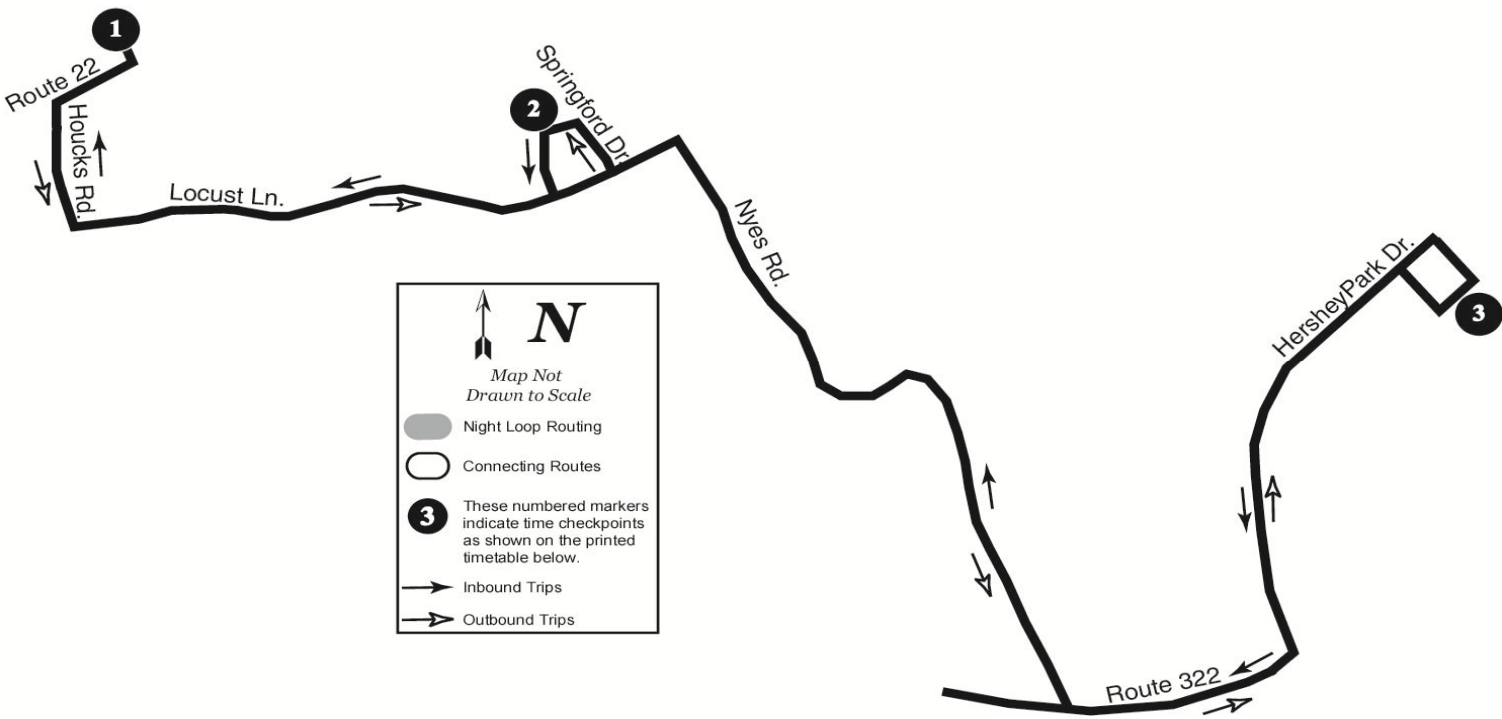 1
Route 22
Houcks Rd.
Locust Ln.
2
Springford Dr.
Nyes Rd.
HersheyPark Dr.
3
Route 322
N
Map Not
Drawn to Scale
Night Loop Routing
Connecting Routes
3
These numbered markers
indicate time checkpoints
as shown on the printed
timetable below.
Inbound Trips
Outbound Trips